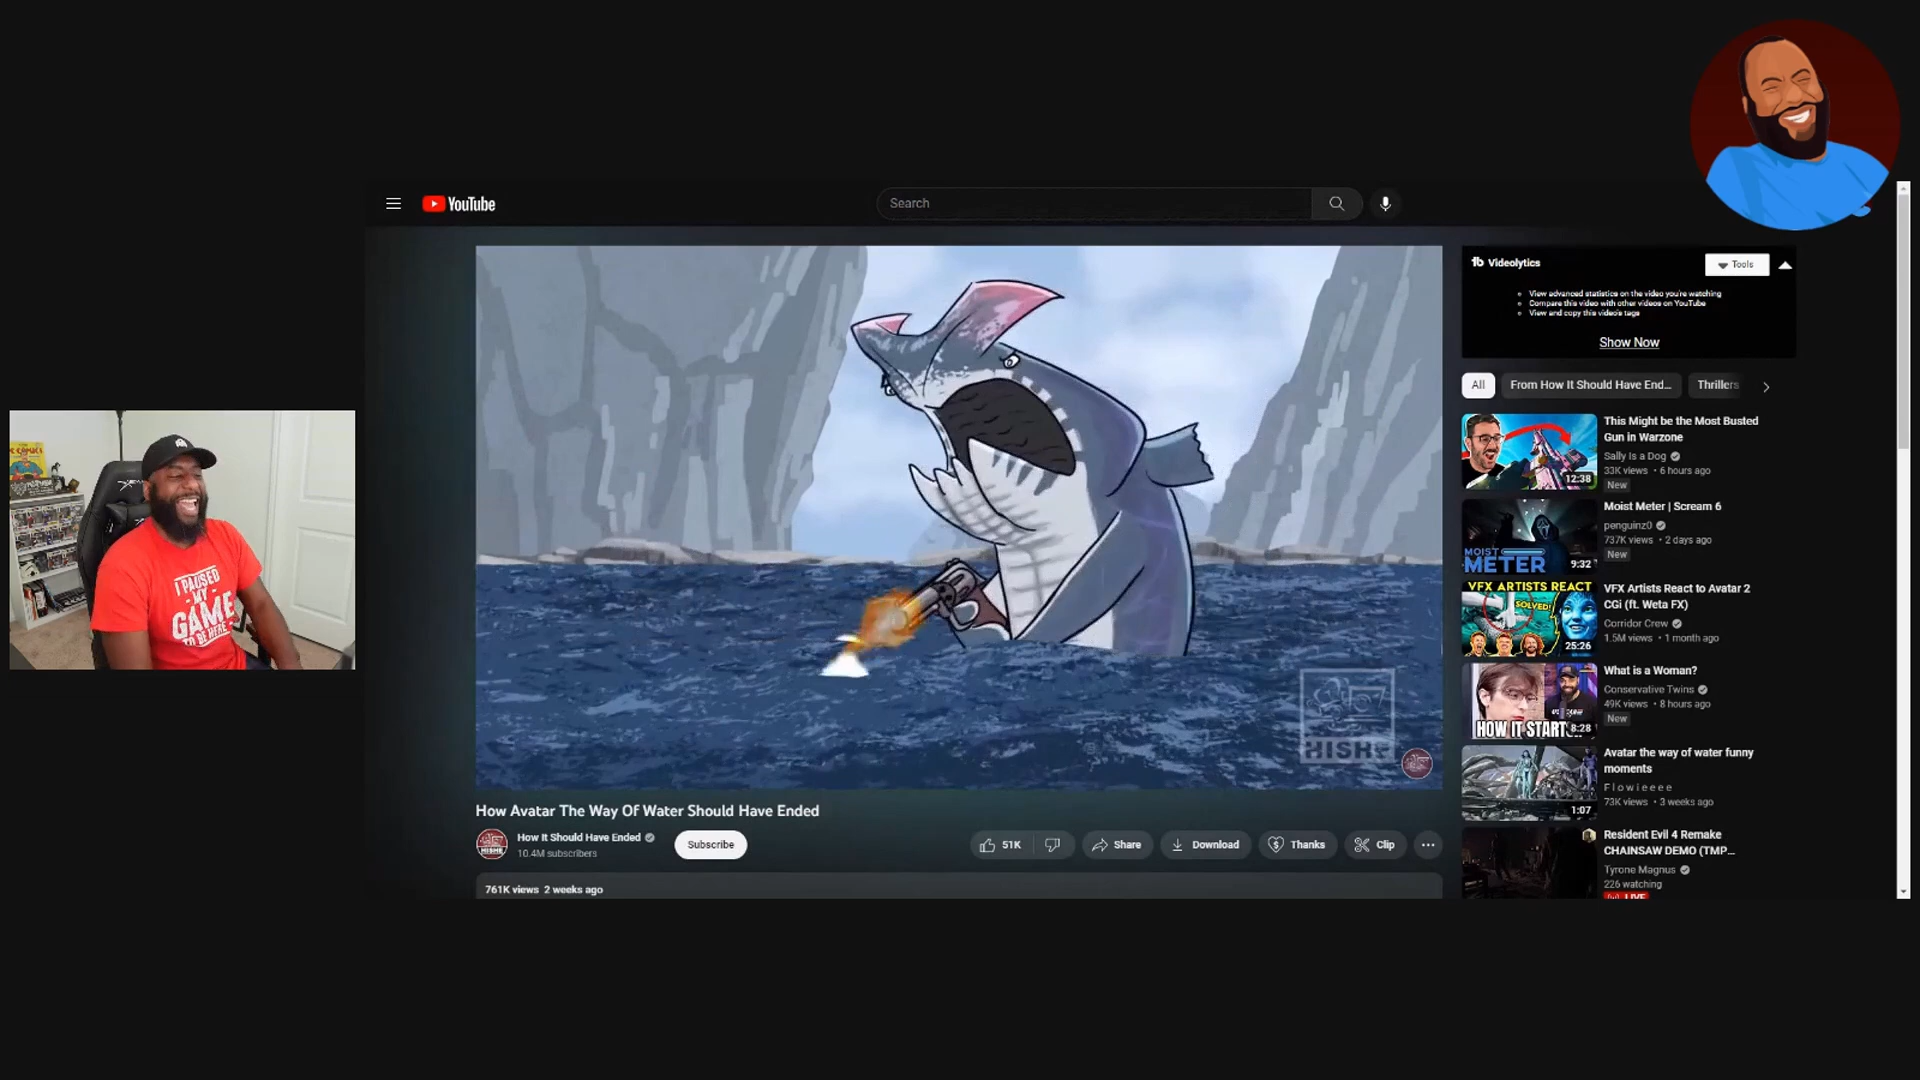 YouTube
Search
Videolytics
Tools
View advanced statistics on the video you're watching
Compare this video with other videos on YouTube
View and copy this video's tags
Show Now
All
From How It Should Have End...
Thrillers
This Might be the Most Busted
Gun in Warzone
Sally Is a Dog
33K views • 6 hours ago
New
12:38
Moist Meter | Scream 6
penguinz0
737K views • 2 days ago
New
MOIST
METER
9:32
VFX ARTISTS REACT
SOLVED!
25:26
VFX Artists React to Avatar 2
CGi (ft. Weta FX)
Corridor Crew
1.5M views • 1 month ago
What is a Woman?
Conservative Twins
49K views • 8 hours ago
New
HOW IT START
8:28
Avatar the way of water funny
moments
F l o w i e e e e
73K views • 3 weeks ago
1:07
Resident Evil 4 Remake
CHAINSAW DEMO (TMP...
Tyrone Magnus
226 watching
LIVE
I PAUSED
MY
GAME
TO BE HERE
HISHE
How Avatar The Way Of Water Should Have Ended
How It Should Have Ended
10.4M subscribers
HISHE
Subscribe
51K
Share
Download
Thanks
Clip
761K views 2 weeks ago